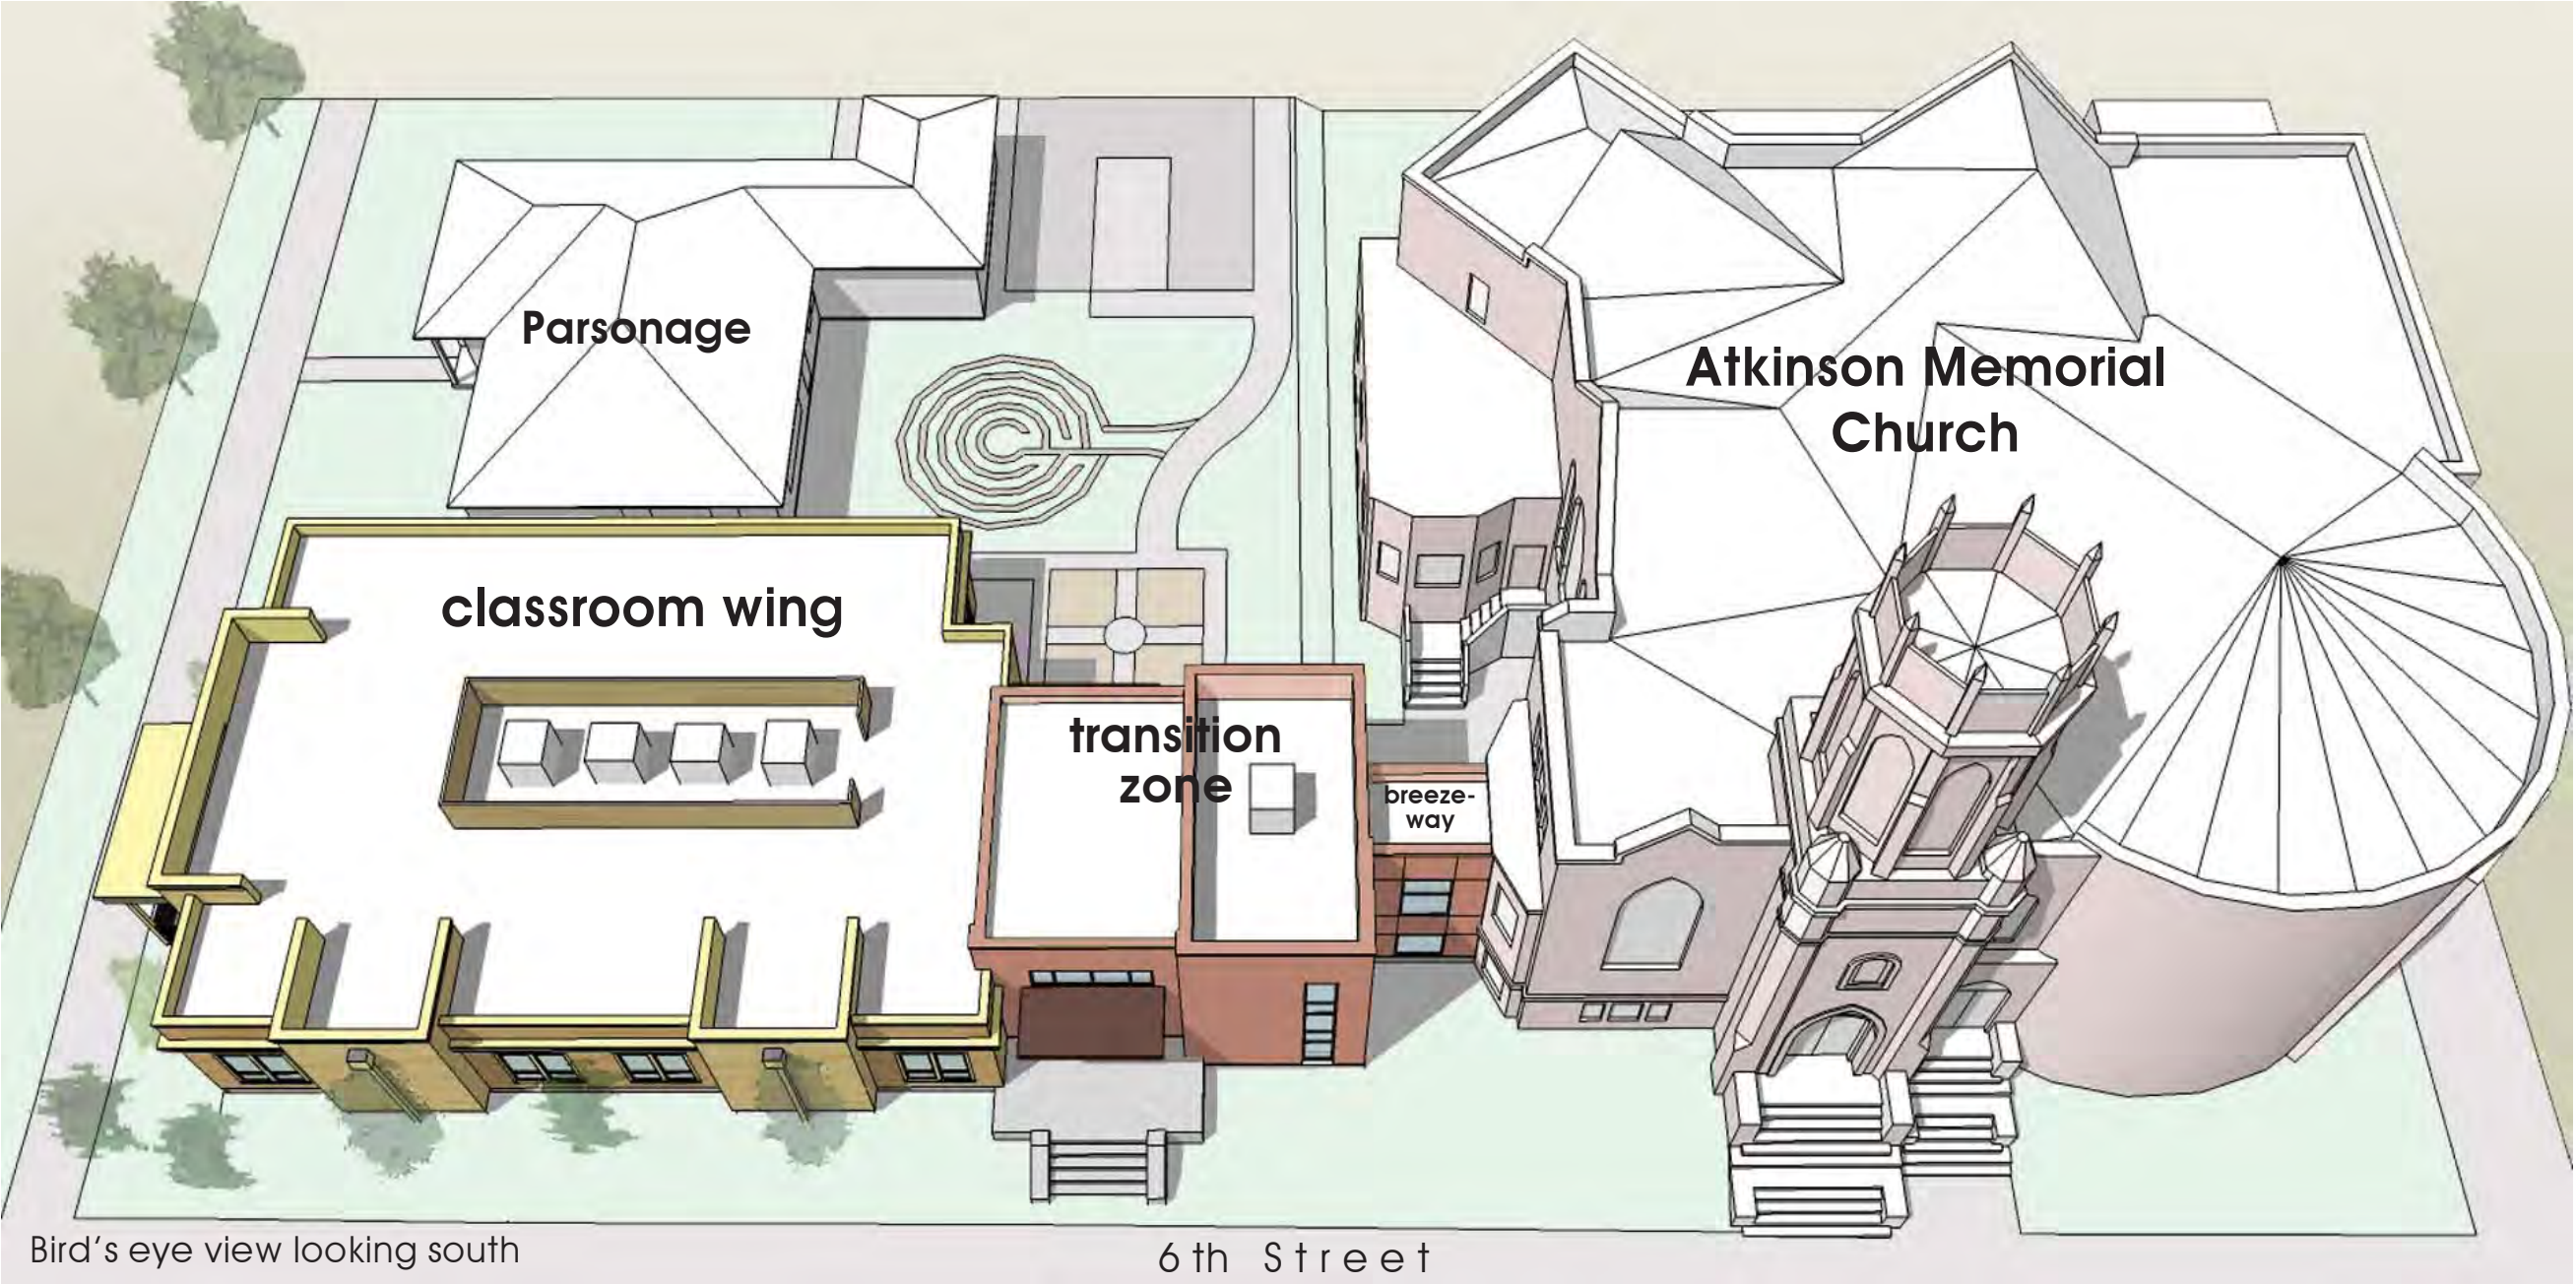 Parsonage
Atkinson Memorial
Church
classroom wing
transition
zone
breeze-
way
Bird's eye view looking south
6th Street